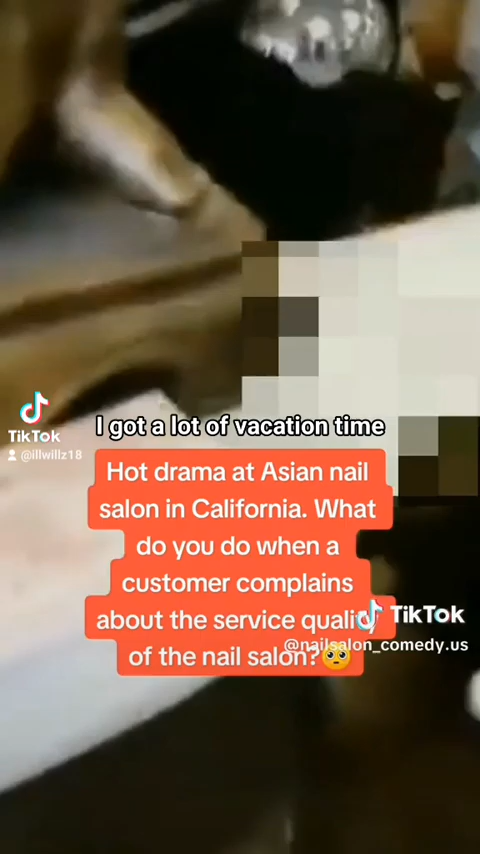 I got a lot of vacation time
TikTok
@illwillz18
Hot drama at Asian nail
salon in California. What
do you do when a
customer complains
about the service quality
of the nail salon?🥺
TikTok
@nailsalon_comedy.us